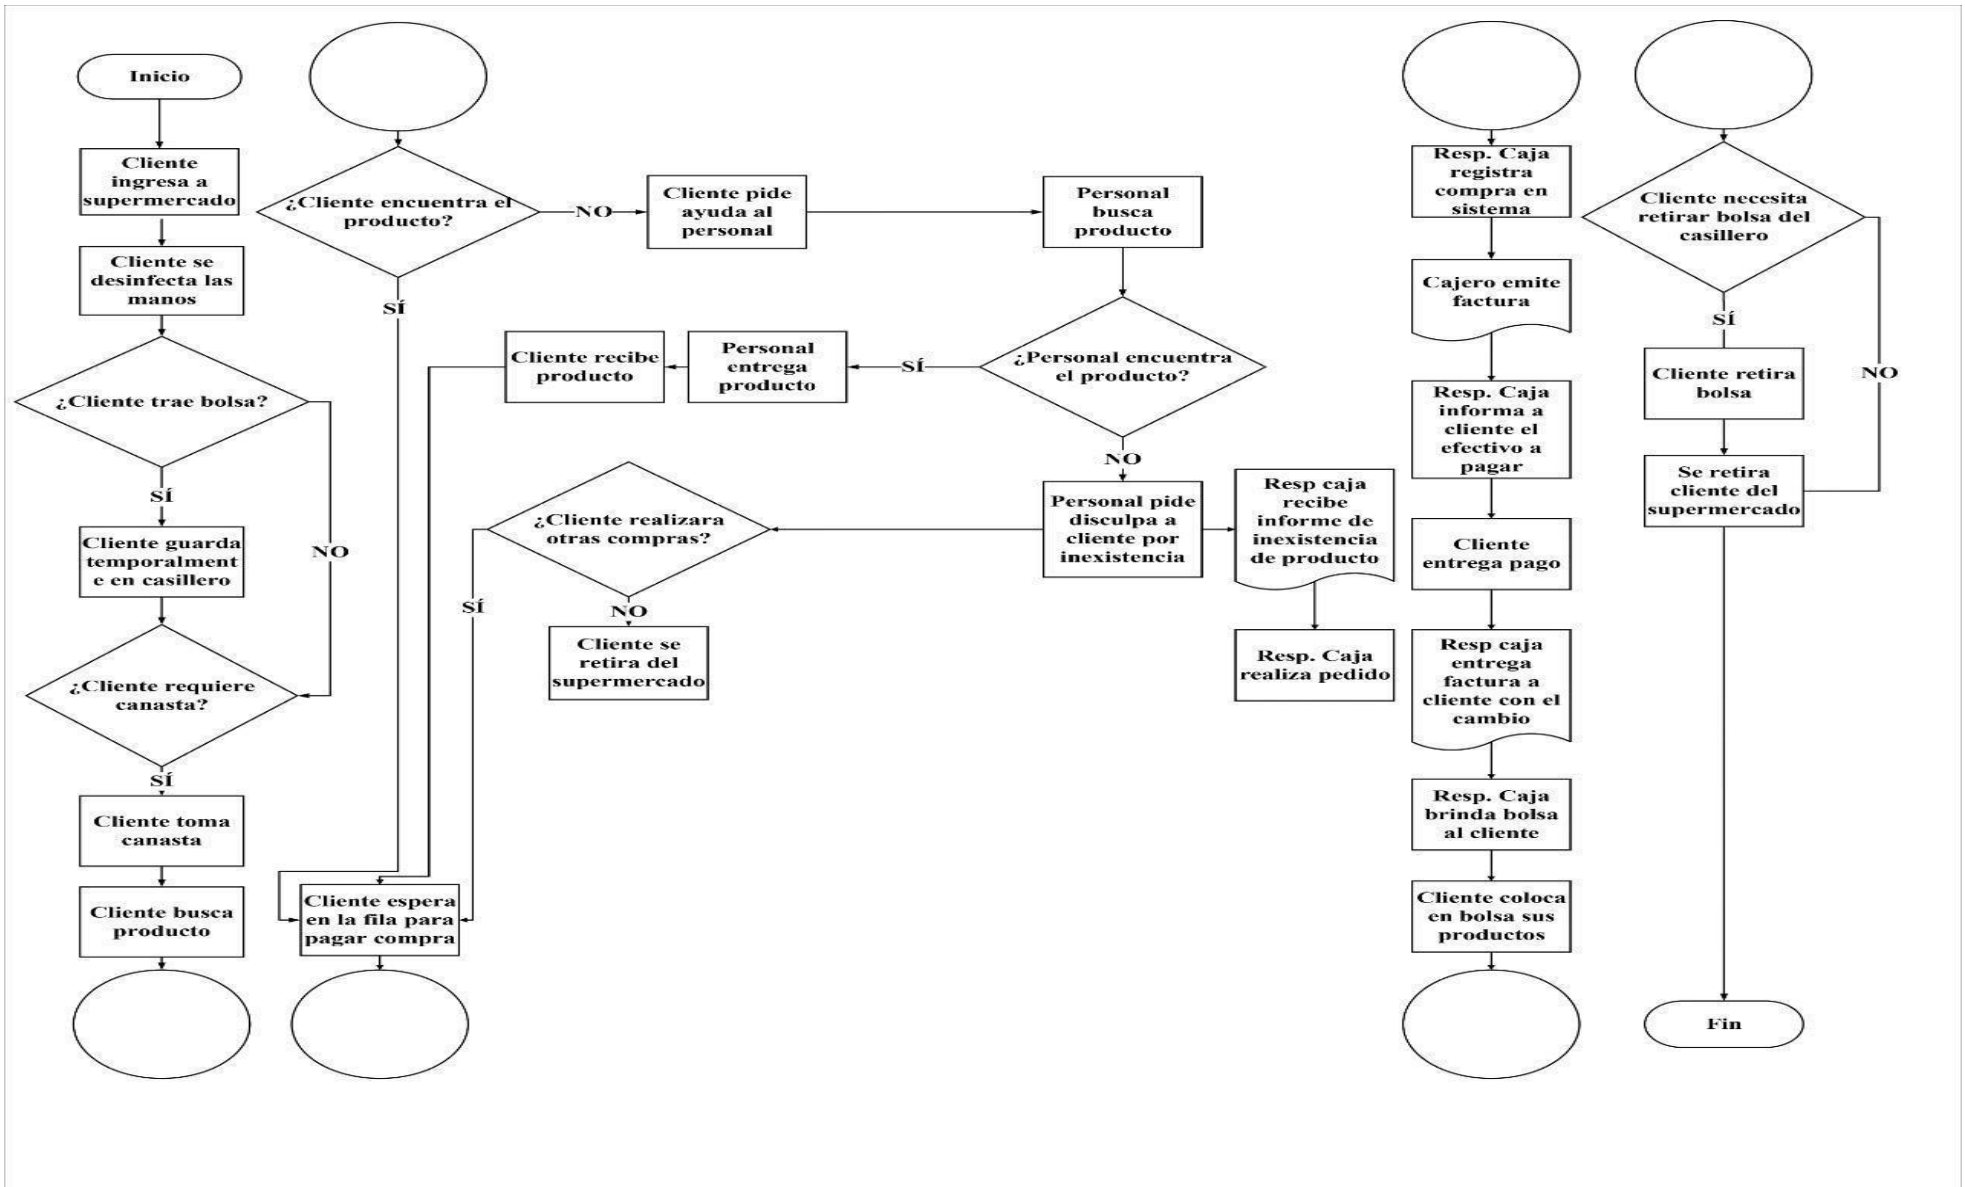 Inicio
Cliente
ingresa a
supermercado
Cliente se
desinfecta las
manos
¿Cliente trae bolsa?
SÍ
NO
Cliente guarda
temporalment
e en casillero
¿Cliente requiere
canasta?
SÍ
Cliente toma
canasta
Cliente busca
producto
¿Cliente encuentra el
producto?
NO
SÍ
Cliente pide
ayuda al
personal
Personal
busca
producto
¿Personal encuentra
el producto?
SÍ
Personal
entrega
producto
Cliente recibe
producto
NO
Personal pide
disculpa a
cliente por
inexistencia
Resp caja
recibe
informe de
inexistencia
de producto
Resp. Caja
realiza pedido
¿Cliente realizara
otras compras?
SÍ
NO
Cliente se
retira del
supermercado
Cliente espera
en la fila para
pagar compra
Resp. Caja
registra
compra en
sistema
Cajero emite
factura
Resp. Caja
informa a
cliente el
efectivo a
pagar
Cliente
entrega pago
Resp caja
entrega
factura a
cliente con el
cambio
Resp. Caja
brinda bolsa
al cliente
Cliente coloca
en bolsa sus
productos
Cliente necesita
retirar bolsa del
casillero
SÍ
NO
Cliente retira
bolsa
Se retira
cliente del
supermercado
Fin